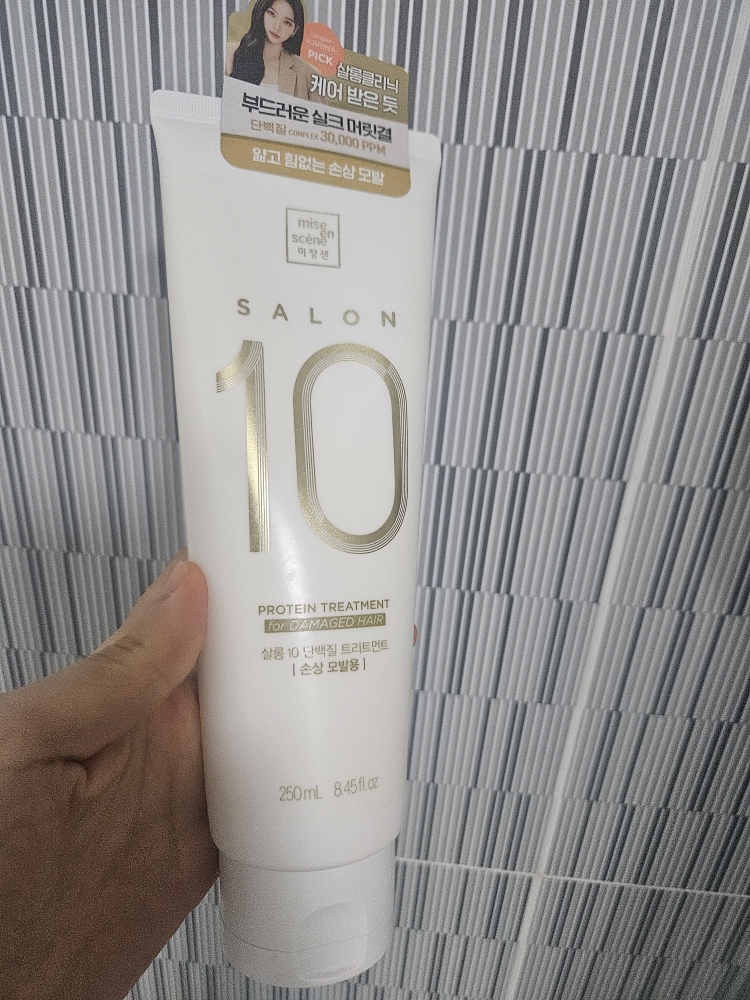 KARINA
PICK
살롱클리닉
케어 받은 듯
부드러운 실크 머릿결
단백질 COMPLEX 30,000 PPM
얇고 힘없는 손상 모발
mise
en
scène
미쟝센
SALON
10
PROTEIN TREATMENT
for DAMAGED HAIR
살롱 10 단백질 트리트먼트
| 손상 모발용 |
250mL 8.45fl.oz.